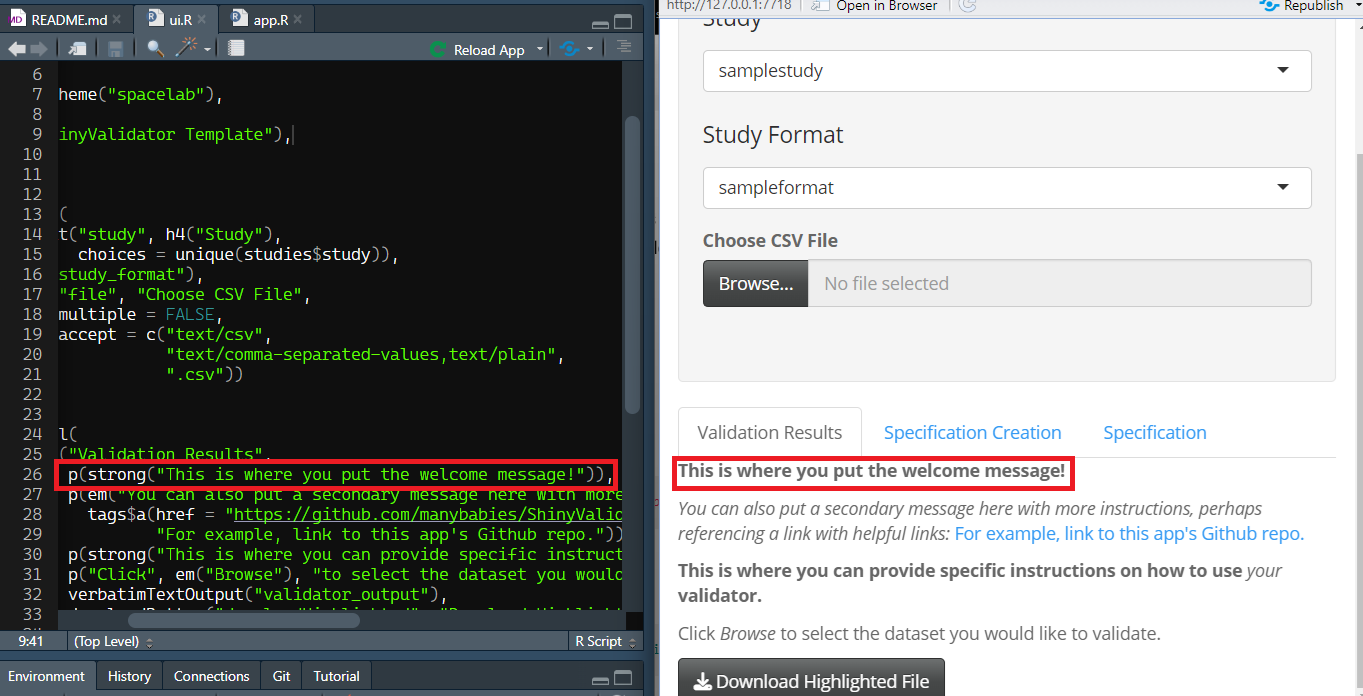 README.md
ui.R
app.R
Reload App
6
7 heme("spacelab"),
8
9 inyValidator Template"),
10
11
12
13 (
14 t("study", h4("Study"),
15 choices = unique(studies$study)),
16 study_format"),
17 "file", "Choose CSV File",
18 multiple = FALSE,
19 accept = c("text/csv",
20 "text/comma-separated-values,text/plain",
21 ".csv"))
22
23
24 l(
25 ("Validation Results",
26 p(strong("This is where you put the welcome message!")),
27 p(em("You can also put a secondary message here with more
28 tags$a(href = "https://github.com/manybabies/ShinyValid
29 "For example, link to this app's Github repo."))
30 p(strong("This is where you can provide specific instruct
31 p("Click", em("Browse"), "to select the dataset you would
32 verbatimTextOutput("validator_output"),
33
9:41 (Top Level) R Script
Environment History Connections Git Tutorial
http://127.0.0.1:7718 Open in Browser Republish
Study
samplestudy
Study Format
sampleformat
Choose CSV File
Browse... No file selected
Validation Results Specification Creation Specification
This is where you put the welcome message!
You can also put a secondary message here with more instructions, perhaps
referencing a link with helpful links: For example, link to this app's Github repo.
This is where you can provide specific instructions on how to use your
validator.
Click Browse to select the dataset you would like to validate.
Download Highlighted File